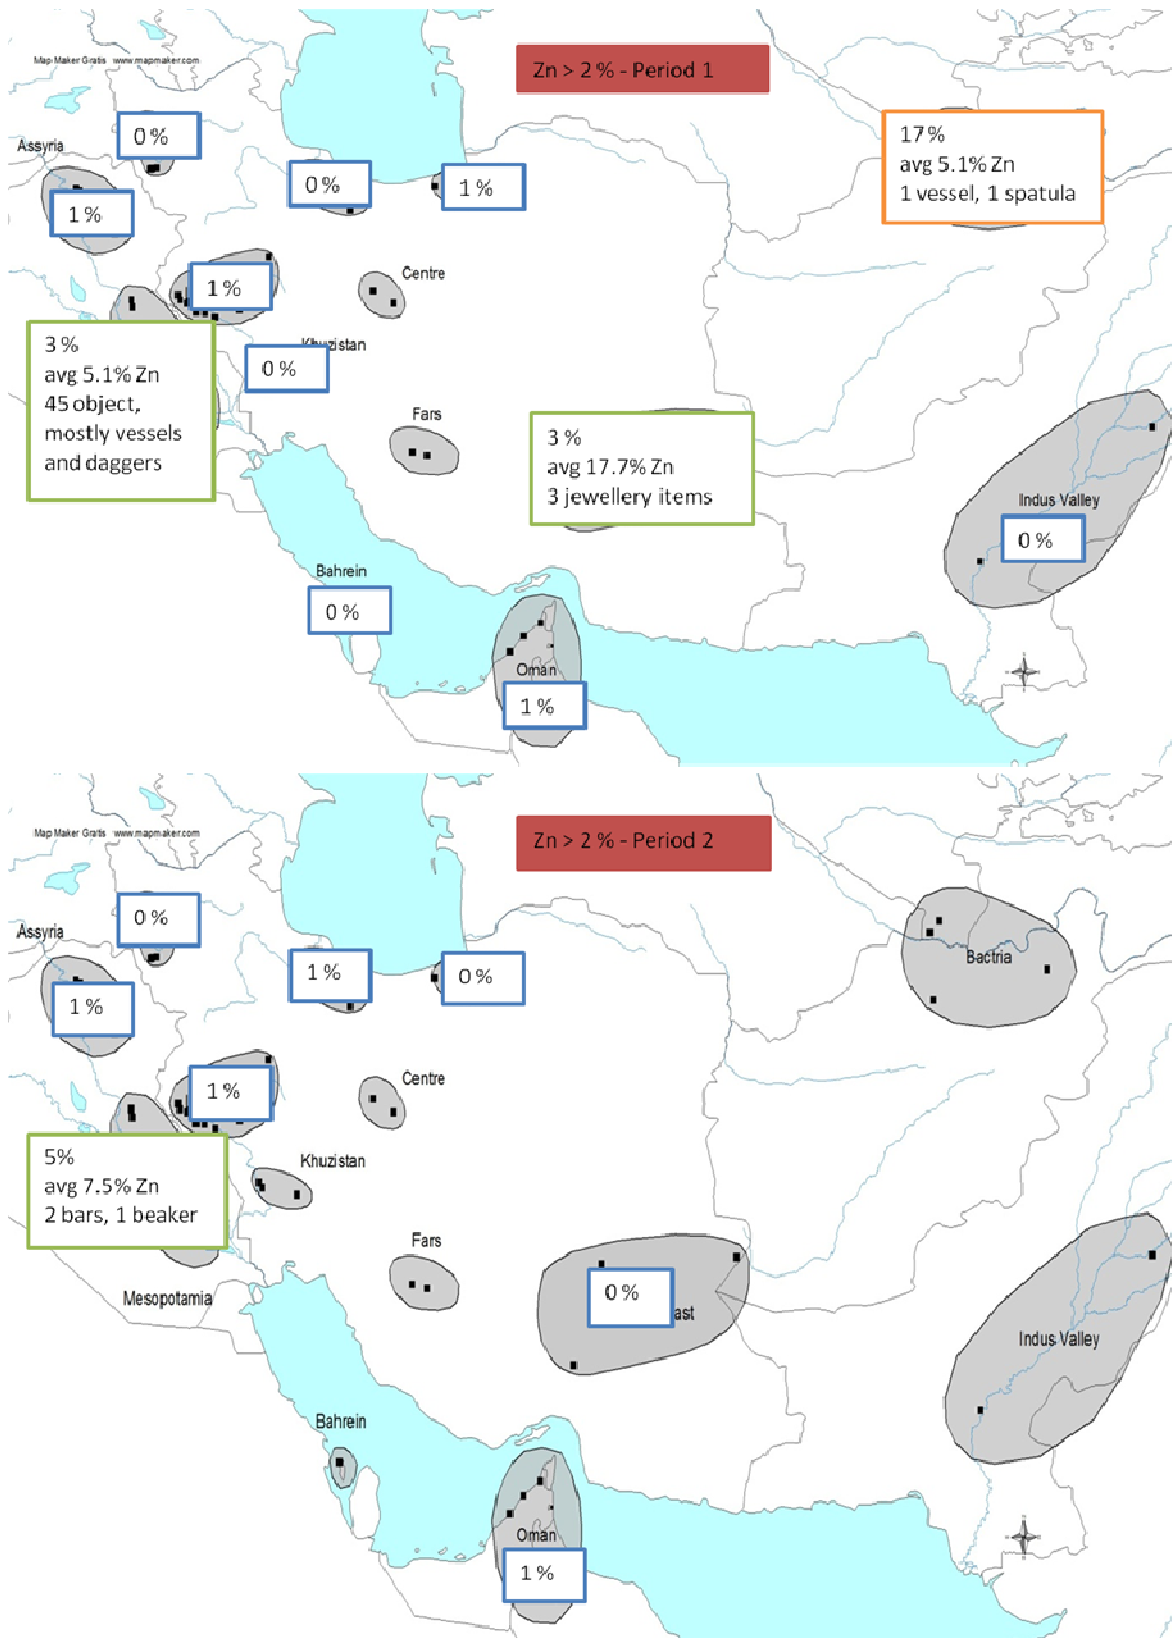 Map Maker Gratis www.mapmaker.com
Zn > 2 % - Period 1
0 %
Assyria
17%
avg 5.1% Zn
1 vessel, 1 spatula
0 %
1 %
1 %
Centre
1 %
Khuzistan
0 %
3 %
avg 5.1% Zn
45 object,
mostly vessels
and daggers
Fars
3 %
avg 17.7% Zn
3 jewellery items
Indus Valley
0 %
Bahrein
0 %
Oman
1 %
Map Maker Gratis www.mapmaker.com
Zn > 2 % - Period 2
0 %
Assyria
Bactria
1 %
0 %
1 %
Centre
1 %
5%
avg 7.5% Zn
2 bars, 1 beaker
Khuzistan
Fars
Mesopotamia
0 %
ast
Indus Valley
Bahrein
Oman
1 %